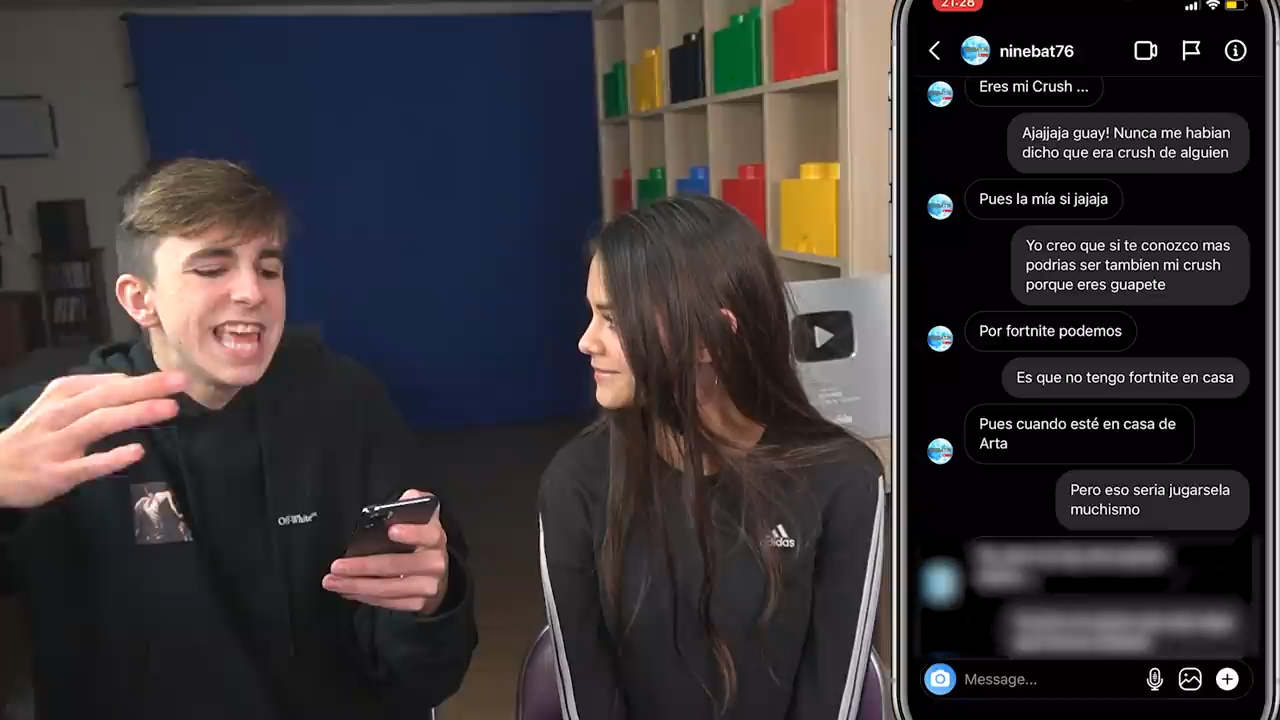 21:28
ninebat76
Eres mi Crush ...
Ajajjaja guay! Nunca me habian
dicho que era crush de alguien
Pues la mía si jajaja
Yo creo que si te conozco mas
podrias ser tambien mi crush
porque eres guapete
Por fortnite podemos
Es que no tengo fortnite en casa
Pues cuando esté en casa de
Arta
Pero eso seria jugarsela
muchismo
Message...
Off-White™
adidas